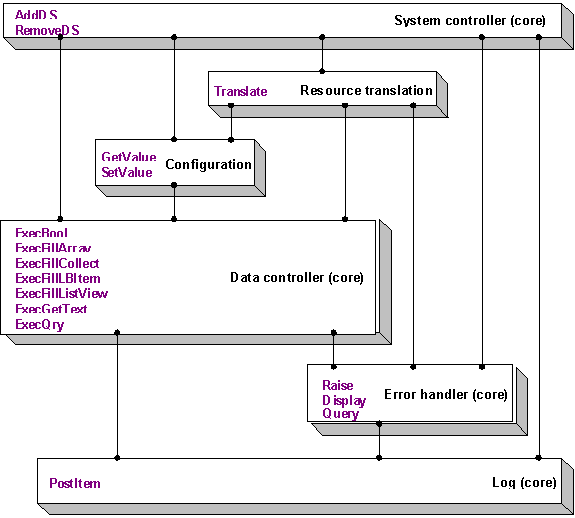 AddDS
System controller (core)
RemoveDS
Translate
Resource translation
GetValue
Configuration
SetValue
ExecBool
ExecFillArray
ExecFillCollect
ExecFillLBItem
Data controller (core)
ExecFillListView
ExecGetText
ExecQry
Raise
Display
Error handler (core)
Query
PostItem
Log (core)